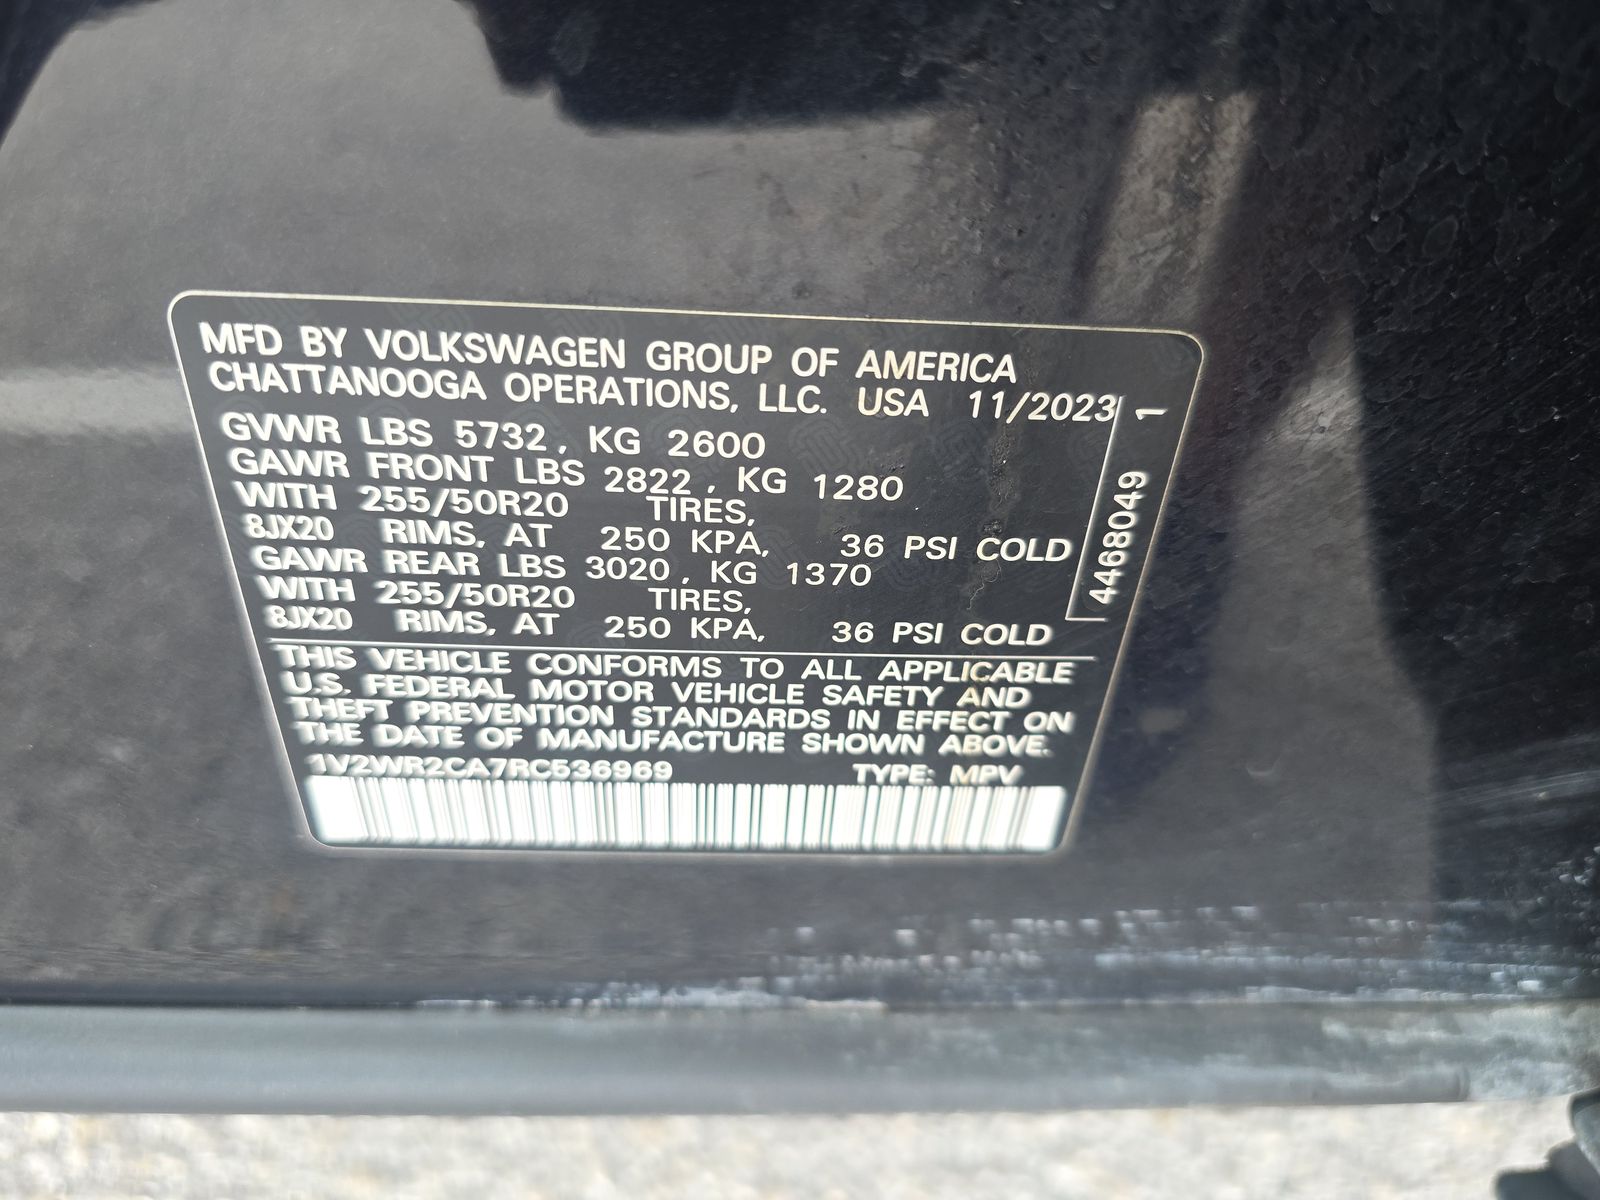 MFD BY VOLKSWAGEN GROUP OF AMERICA
CHATTANOOGA OPERATIONS, LLC. USA 11/2023
GVWR LBS 5732, KG 2600
GAWR FRONT LBS 2822, KG 1280
WITH 255/50R20 TIRES,
8JX20 RIMS, AT 250 KPA, 36 PSI COLD
GAWR REAR LBS 3020, KG 1370
WITH 255/50R20 TIRES,
8JX20 RIMS, AT 250 KPA, 36 PSI COLD
THIS VEHICLE CONFORMS TO ALL APPLICABLE
U.S. FEDERAL MOTOR VEHICLE SAFETY AND
THEFT PREVENTION STANDARDS IN EFFECT ON
THE DATE OF MANUFACTURE SHOWN ABOVE.
1V2WR2CA7RC536969 TYPE: MPV
4468049 1